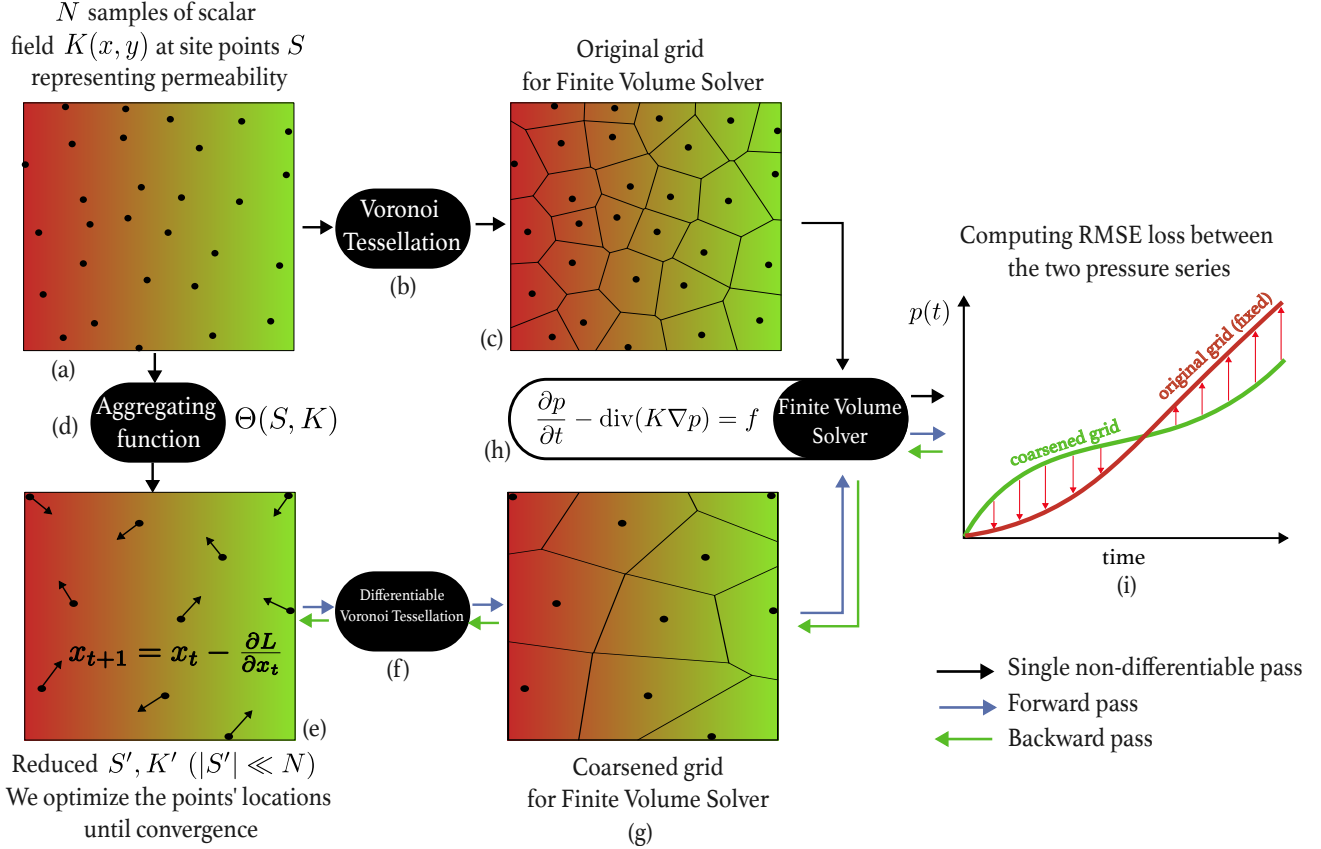 N samples of scalar
field K(x, y) at site points S
representing permeability
(a)
Voronoi
Tessellation
(b)
Original grid
for Finite Volume Solver
(c)
(d)
Aggregating
function
Θ(S, K)
x_{t+1} = x_t − ∂L/∂x_t
(e)
Reduced S′, K′ (|S′| ≪ N)
We optimize the points' locations
until convergence
Differentiable
Voronoi Tessellation
(f)
Coarsened grid
for Finite Volume Solver
(g)
(h)
∂p/∂t − div(K∇p) = f
Finite Volume
Solver
Computing RMSE loss between
the two pressure series
p(t)
original grid (fixed)
coarsened grid
time
(i)
Single non-differentiable pass
Forward pass
Backward pass